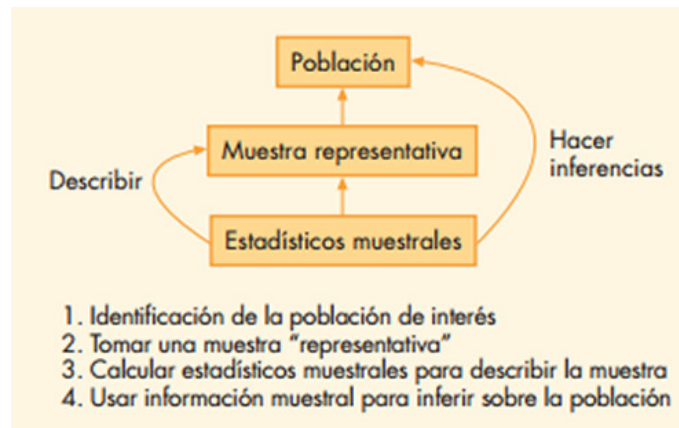 Población
Muestra representativa
Hacer
inferencias
Describir
Estadísticos muestrales
1. Identificación de la población de interés
2. Tomar una muestra “representativa”
3. Calcular estadísticos muestrales para describir la muestra
4. Usar información muestral para inferir sobre la población